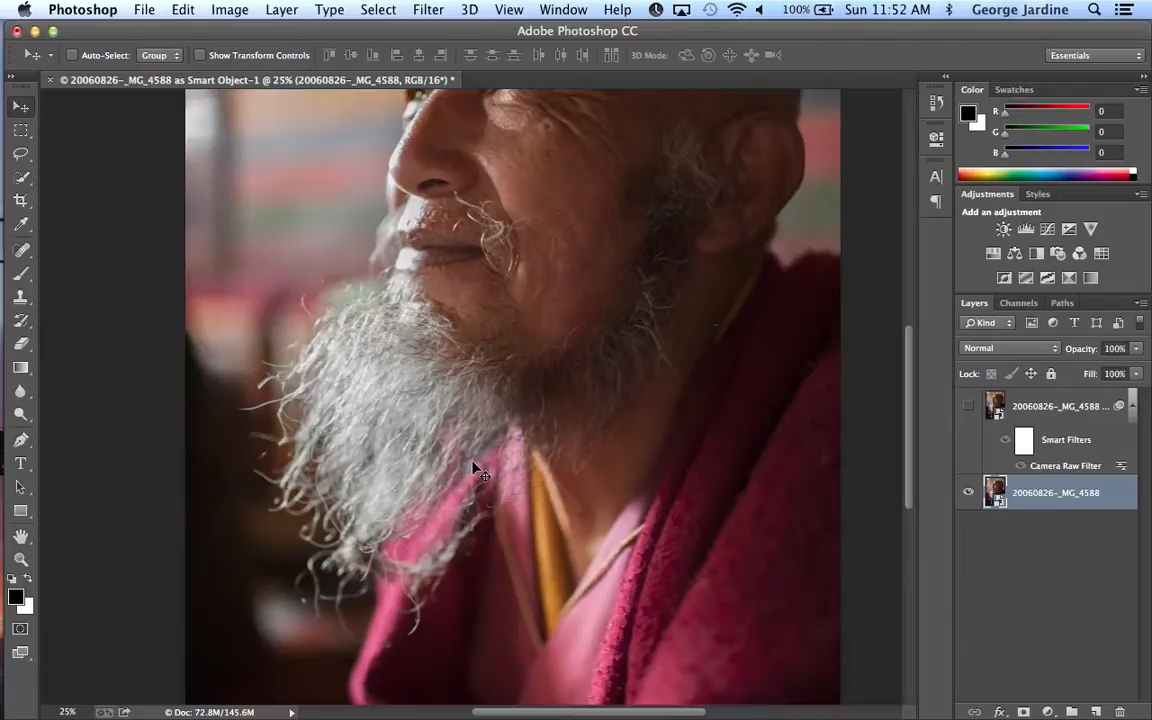 Photoshop File Edit Image Layer Type Select Filter 3D View Window Help 100% Sun 11:52 AM George Jardine
Adobe Photoshop CC
Auto-Select: Group Show Transform Controls 3D Mode: Essentials
× © 20060826-_MG_4588 as Smart Object-1 @ 25% (20060826-_MG_4588, RGB/16*) *
Color Swatches
R 0
G 0
B 0
Adjustments Styles
Add an adjustment
Layers Channels Paths
Kind
Normal Opacity: 100%
Lock: Fill: 100%
20060826-_MG_4588 ...
Smart Filters
Camera Raw Filter
20060826-_MG_4588
25% Doc: 72.8M/145.6M